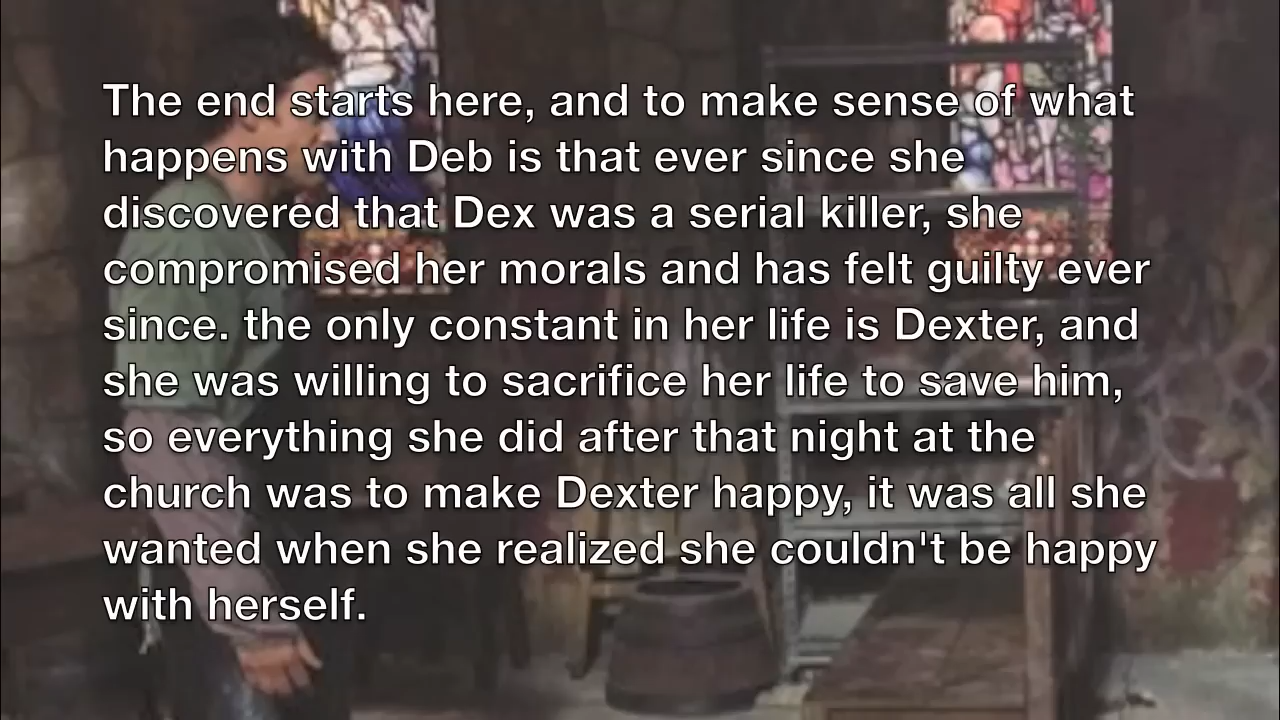 The end starts here, and to make sense of what
happens with Deb is that ever since she
discovered that Dex was a serial killer, she
compromised her morals and has felt guilty ever
since. the only constant in her life is Dexter, and
she was willing to sacrifice her life to save him,
so everything she did after that night at the
church was to make Dexter happy, it was all she
wanted when she realized she couldn't be happy
with herself.